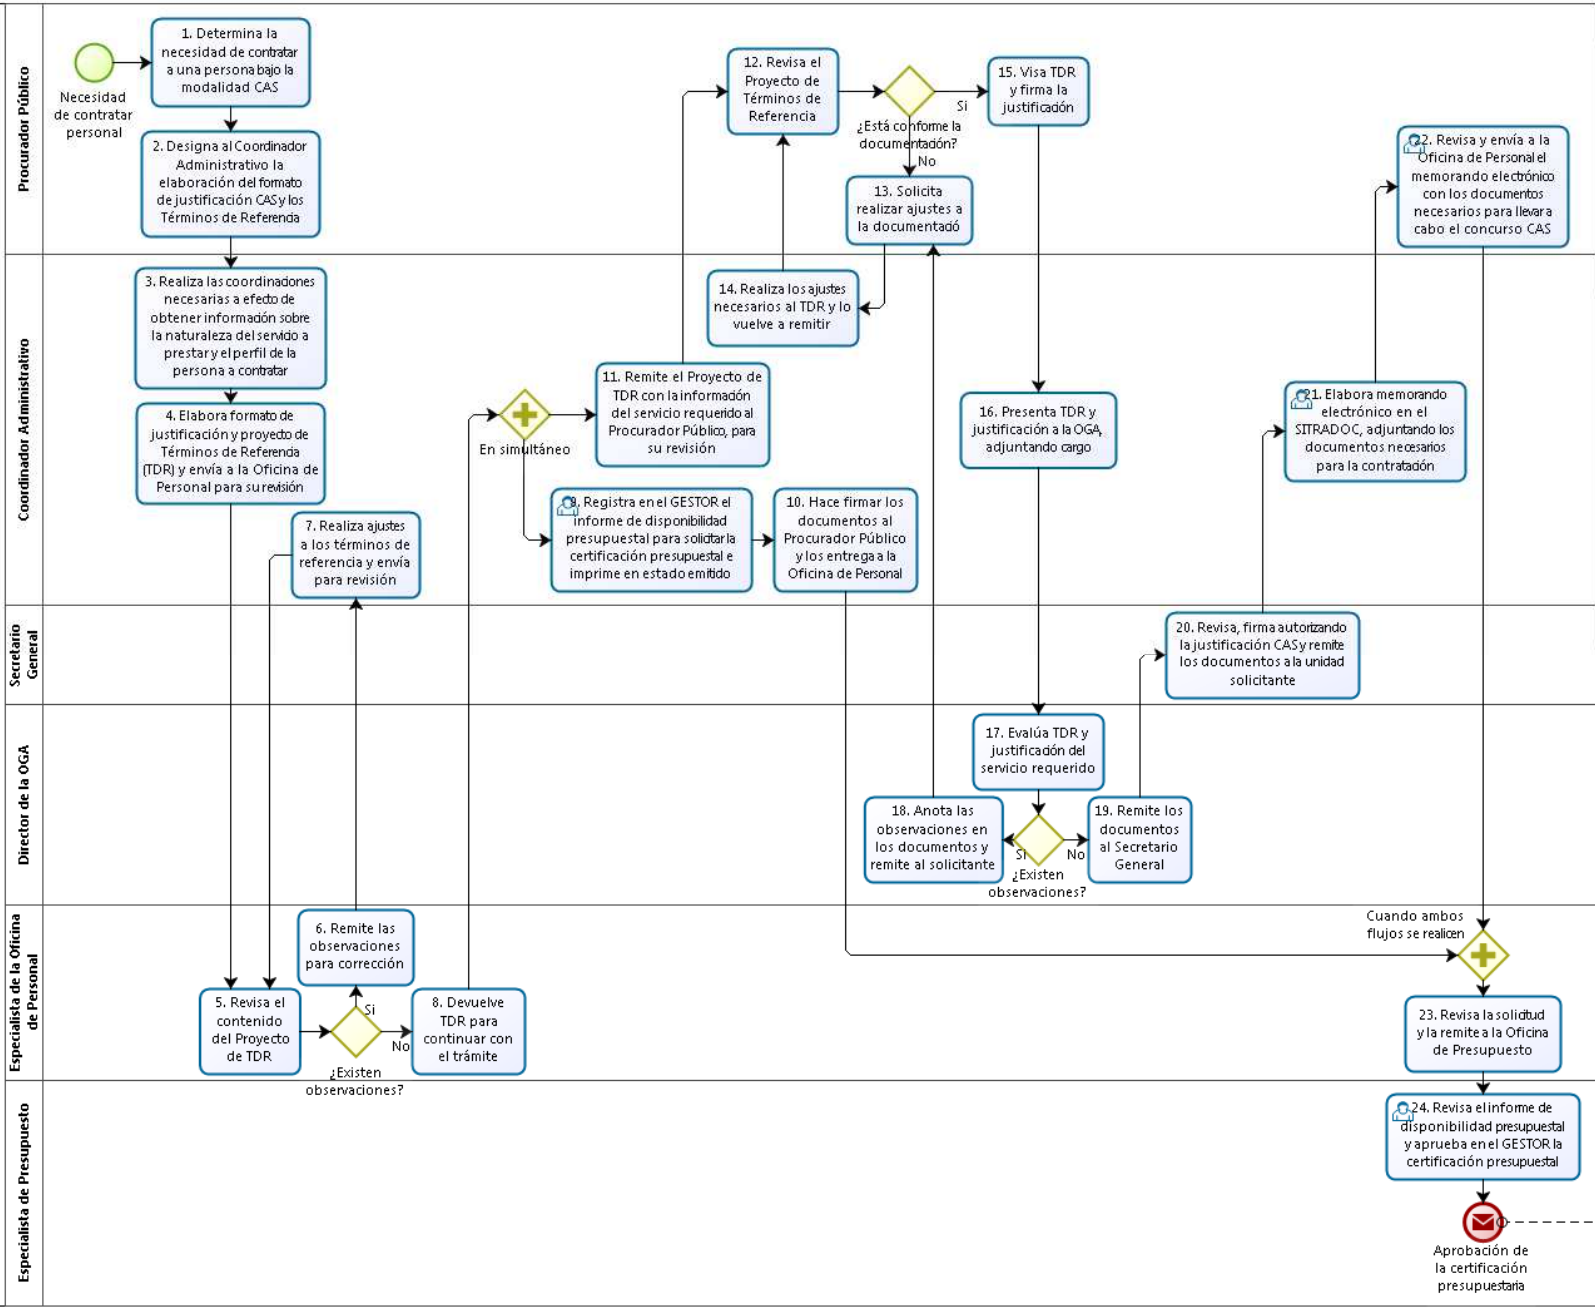 Procurador Público
Necesidad
de contratar
personal
1. Determina la
necesidad de contratar
a una persona bajo la
modalidad CAS
2. Designa al Coordinador
Administrativo la
elaboración del formato
de justificación CAS y los
Términos de Referencia
12. Revisa el
Proyecto de
Términos de
Referencia
¿Está conforme la
documentación?
Si
No
13. Solicita
realizar ajustes a
la documentació
15. Visa TDR
y firma la
justificación
22. Revisa y envía a la
Oficina de Personal el
memorando electrónico
con los documentos
necesarios para llevar a
cabo el concurso CAS
Coordinador Administrativo
3. Realiza las coordinaciones
necesarias a efecto de
obtener información sobre
la naturaleza del servicio a
prestar y el perfil de la
persona a contratar
4. Elabora formato de
justificación y proyecto de
Términos de Referencia
(TDR) y envía a la Oficina de
Personal para su revisión
7. Realiza ajustes
a los términos de
referencia y envía
para revisión
En simultáneo
14. Realiza los ajustes
necesarios al TDR y lo
vuelve a remitir
11. Remite el Proyecto de
TDR con la información
del servicio requerido al
Procurador Público, para
su revisión
9. Registra en el GESTOR el
informe de disponibilidad
presupuestal para solicitar la
certificación presupuestal e
imprime en estado emitido
10. Hace firmar los
documentos al
Procurador Público
y los entrega a la
Oficina de Personal
16. Presenta TDR y
justificación a la OGA,
adjuntando cargo
21. Elabora memorando
electrónico en el
SITRADOC, adjuntando los
documentos necesarios
para la contratación
Secretario
General
20. Revisa, firma autorizando
la justificación CAS y remite
los documentos a la unidad
solicitante
Director de la OGA
17. Evalúa TDR y
justificación del
servicio requerido
18. Anota las
observaciones en
los documentos y
remite al solicitante
Si
No
¿Existen
observaciones?
19. Remite los
documentos
al Secretario
General
Especialista de la Oficina
de Personal
5. Revisa el
contenido
del Proyecto
de TDR
6. Remite las
observaciones
para corrección
Si
No
¿Existen
observaciones?
8. Devuelve
TDR para
continuar con
el trámite
Cuando ambos
flujos se realicen
23. Revisa la solicitud
y la remite a la Oficina
de Presupuesto
Especialista de Presupuesto
24. Revisa el informe de
disponibilidad presupuestal
y aprueba en el GESTOR la
certificación presupuestal
Aprobación de
la certificación
presupuestaria